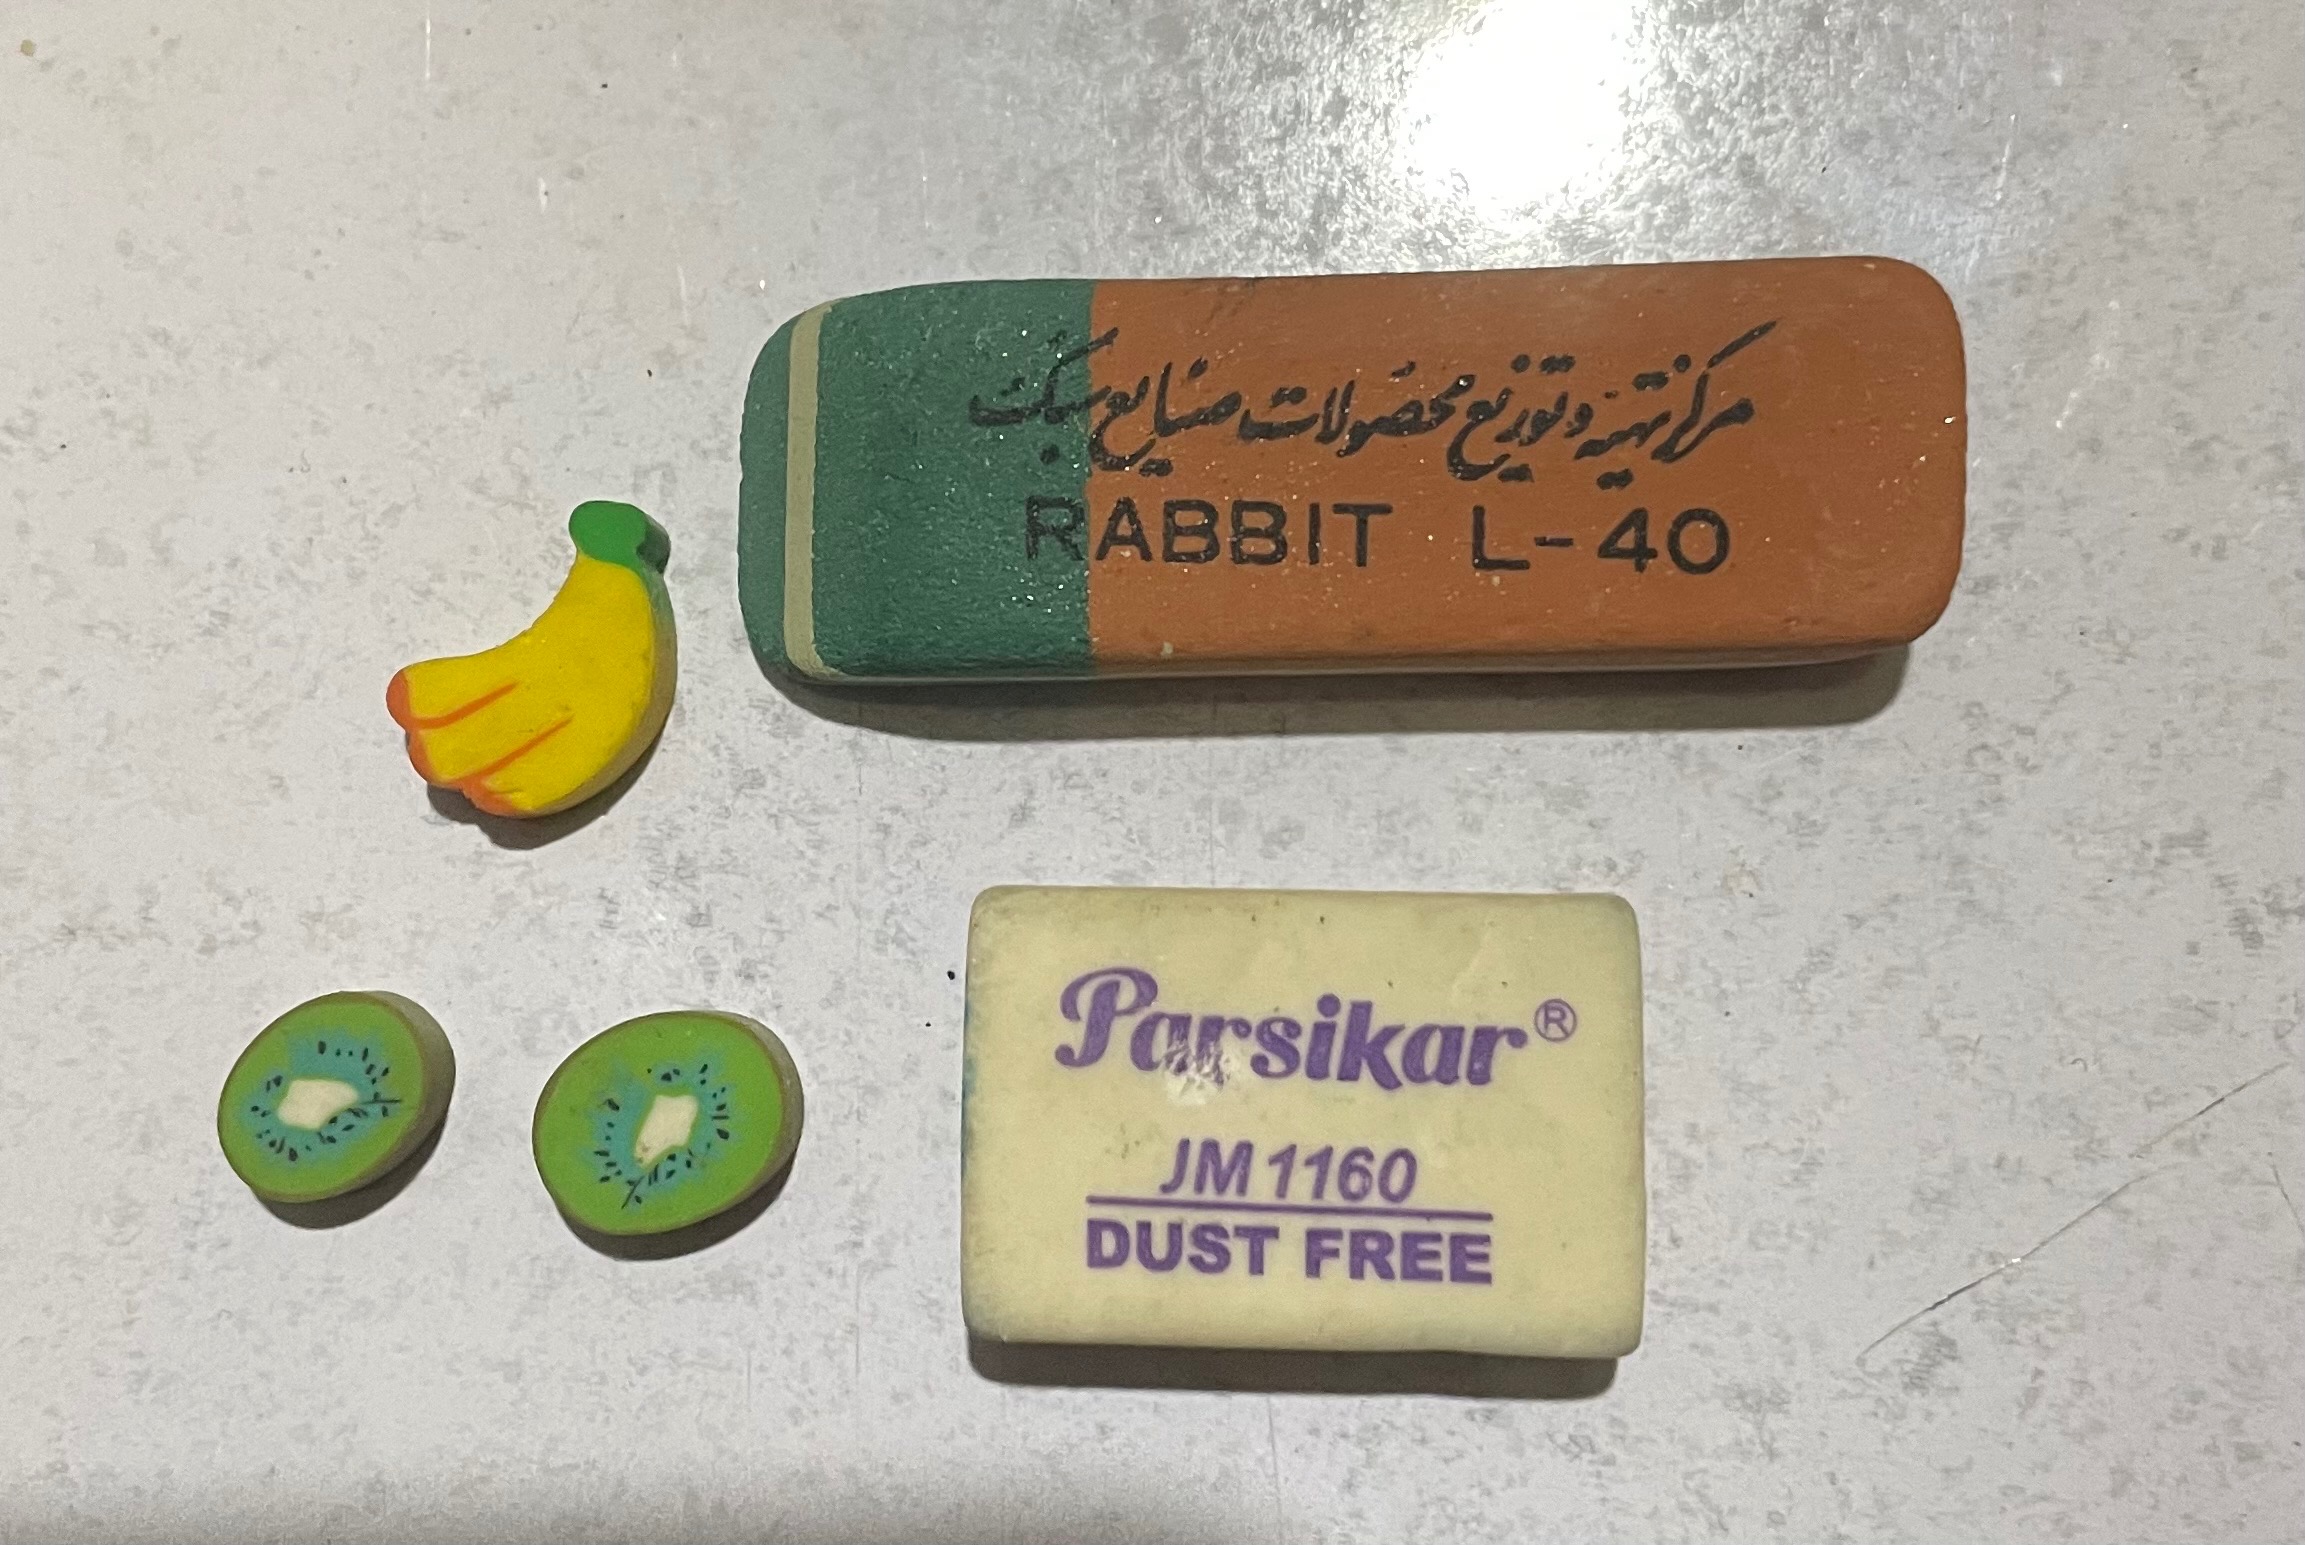 مرکز تهیه و توزیع محصولات صنایع سبک
RABBIT L-40
Parsikar®
JM 1160
DUST FREE